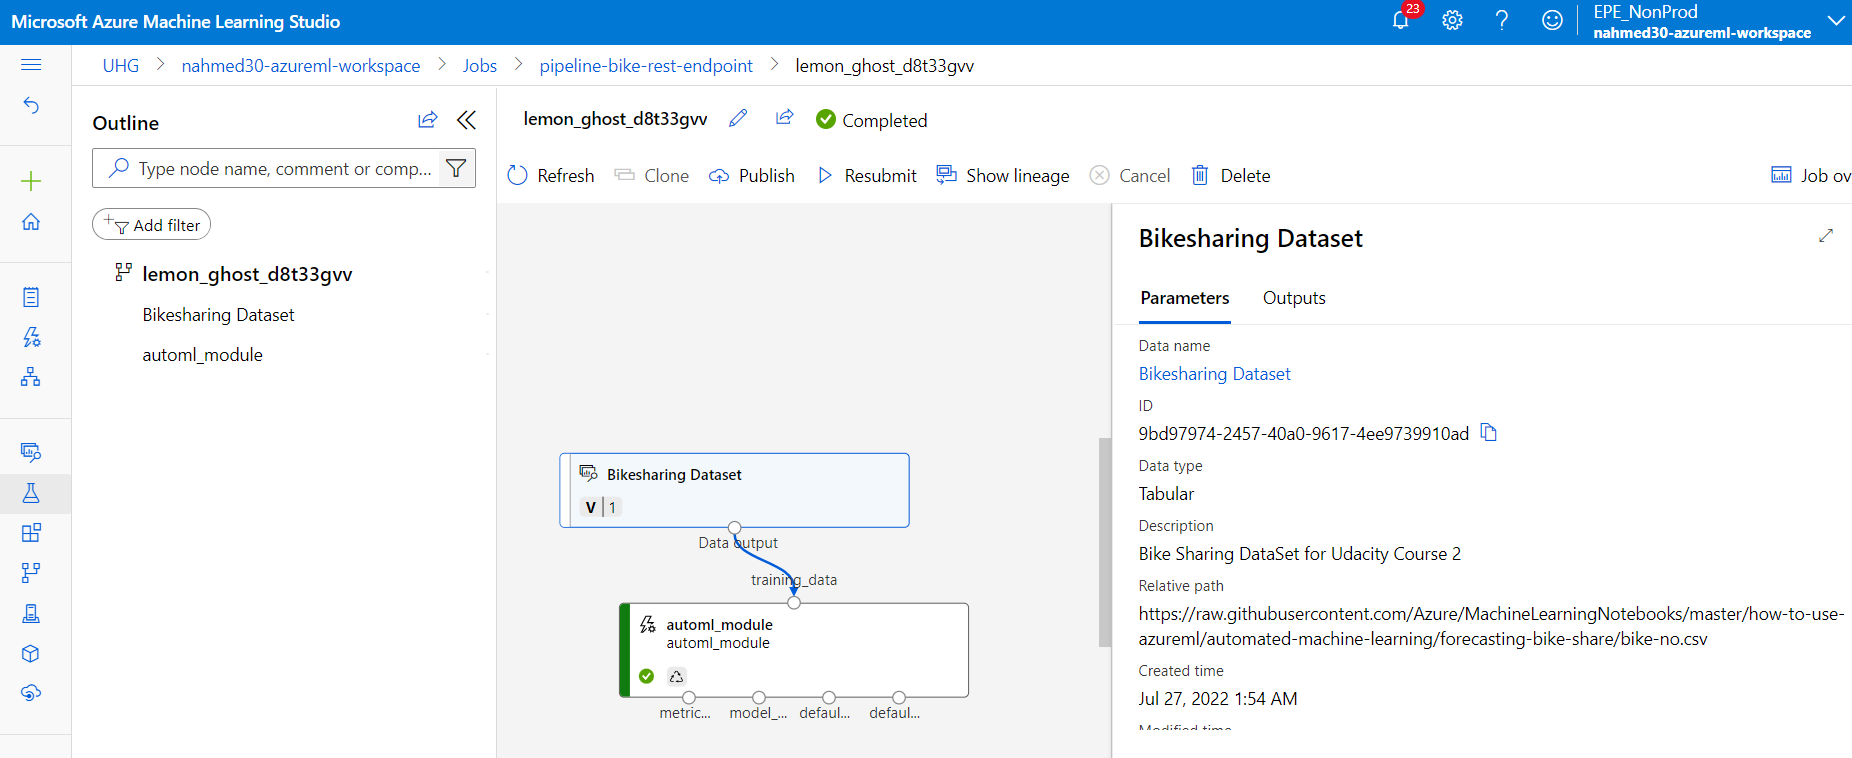 Microsoft Azure Machine Learning Studio
23
EPE_NonProd
nahmed30-azureml-workspace
UHG > nahmed30-azureml-workspace > Jobs > pipeline-bike-rest-endpoint > lemon_ghost_d8t33gvv
Outline
Type node name, comment or comp...
Add filter
lemon_ghost_d8t33gvv
Bikesharing Dataset
automl_module
lemon_ghost_d8t33gvv
Completed
Refresh
Clone
Publish
Resubmit
Show lineage
Cancel
Delete
Job ov
Bikesharing Dataset
V 1
Data output
training_data
automl_module
automl_module
metric...
model_...
defaul...
defaul...
Bikesharing Dataset
Parameters
Outputs
Data name
Bikesharing Dataset
ID
9bd97974-2457-40a0-9617-4ee9739910ad
Data type
Tabular
Description
Bike Sharing DataSet for Udacity Course 2
Relative path
https://raw.githubusercontent.com/Azure/MachineLearningNotebooks/master/how-to-use-
azureml/automated-machine-learning/forecasting-bike-share/bike-no.csv
Created time
Jul 27, 2022 1:54 AM
Modified time